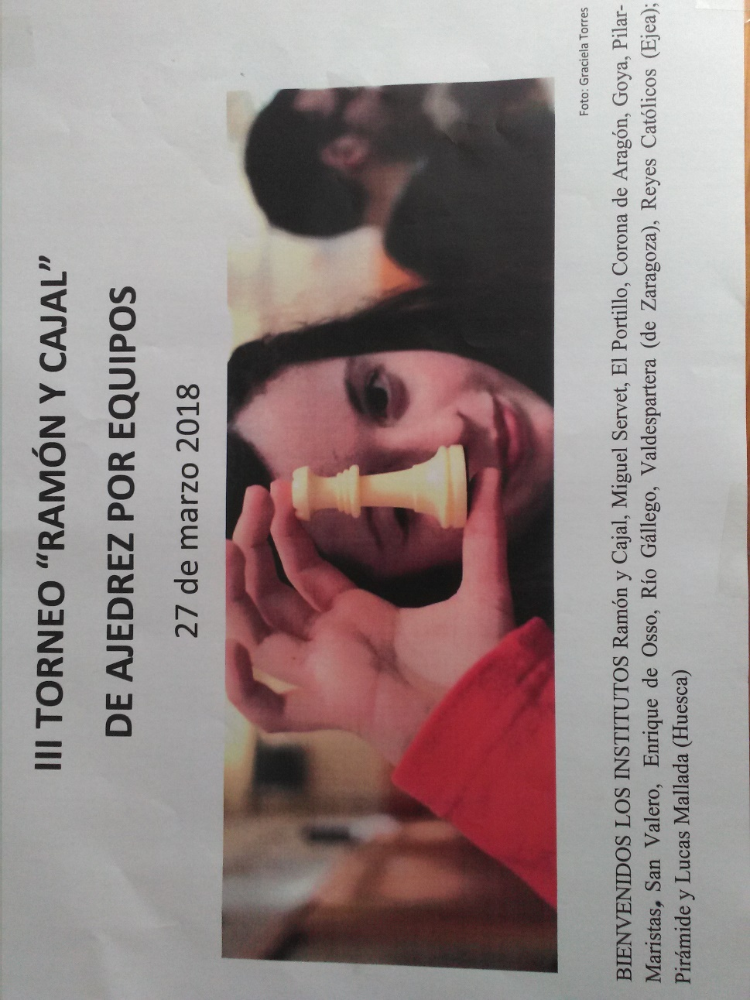 III TORNEO “RAMÓN Y CAJAL”
DE AJEDREZ POR EQUIPOS
27 de marzo 2018
Foto: Graciela Torres
BIENVENIDOS LOS INSTITUTOS Ramón y Cajal, Miguel Servet, El Portillo, Corona de Aragón, Goya, Pilar-
Maristas, San Valero, Enrique de Osso, Río Gállego, Valdespartera (de Zaragoza), Reyes Católicos (Ejea);
Pirámide y Lucas Mallada (Huesca)